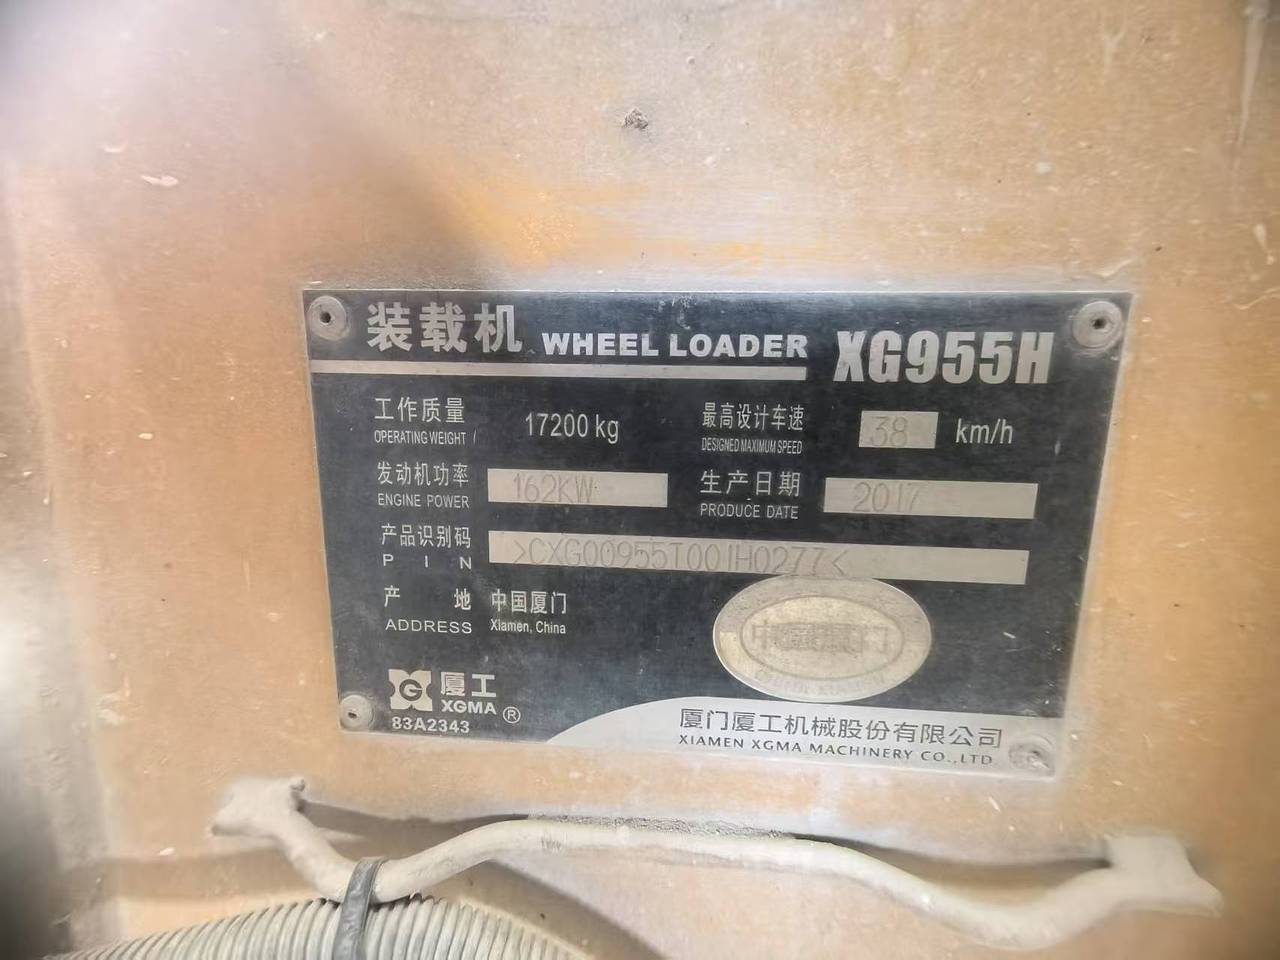 装载机 WHEEL LOADER XG955H
工作质量 17200 kg 最高设计车速 38 km/h
OPERATING WEIGHT DESIGNED MAXIMUM SPEED
发动机功率 162KW 生产日期 2017
ENGINE POWER PRODUCE DATE
产品识别码 >CXG00955T001H0277<
PIN
产 地 中国厦门
ADDRESS Xiamen, China
厦工
XGMA ®
83A2343
厦门厦工机械股份有限公司
XIAMEN XGMA MACHINERY CO.,LTD.